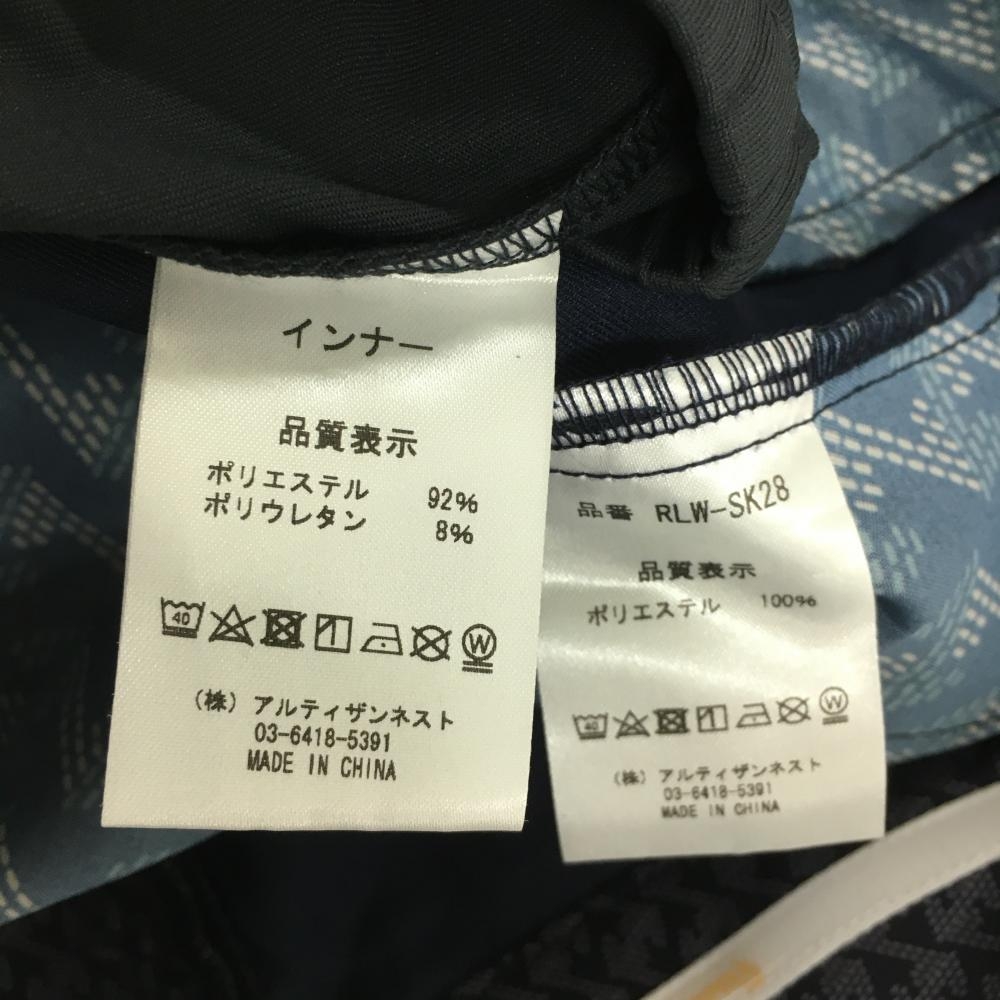 インナー
品質表示
ポリエステル 92%
ポリウレタン 8%
40
W
(株) アルティザンネスト
03-6418-5391
MADE IN CHINA
品番 RLW-SK28
品質表示
ポリエステル 100%
40
W
(株) アルティザンネスト
03-6418-5391
MADE IN CHINA